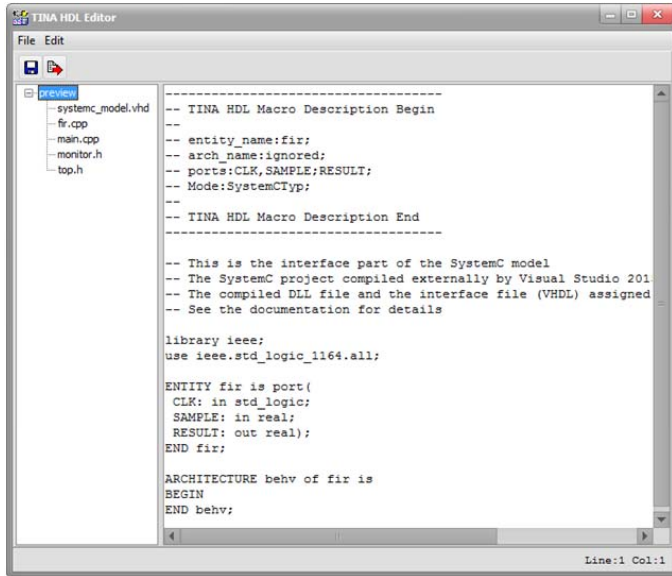 TINA HDL Editor
File Edit
preview
systemc_model.vhd
fir.cpp
main.cpp
monitor.h
top.h
------------------------------------
-- TINA HDL Macro Description Begin
--
-- entity_name:fir;
-- arch_name:ignored;
-- ports:CLK,SAMPLE;RESULT;
-- Mode:SystemCTyp;
--
-- TINA HDL Macro Description End
------------------------------------
-- This is the interface part of the SystemC model
-- The SystemC project compiled externally by Visual Studio 201
-- The compiled DLL file and the interface file (VHDL) assigned
-- See the documentation for details
library ieee;
use ieee.std_logic_1164.all;
ENTITY fir is port(
CLK: in std_logic;
SAMPLE: in real;
RESULT: out real);
END fir;
ARCHITECTURE behv of fir is
BEGIN
END behv;
Line:1 Col:1